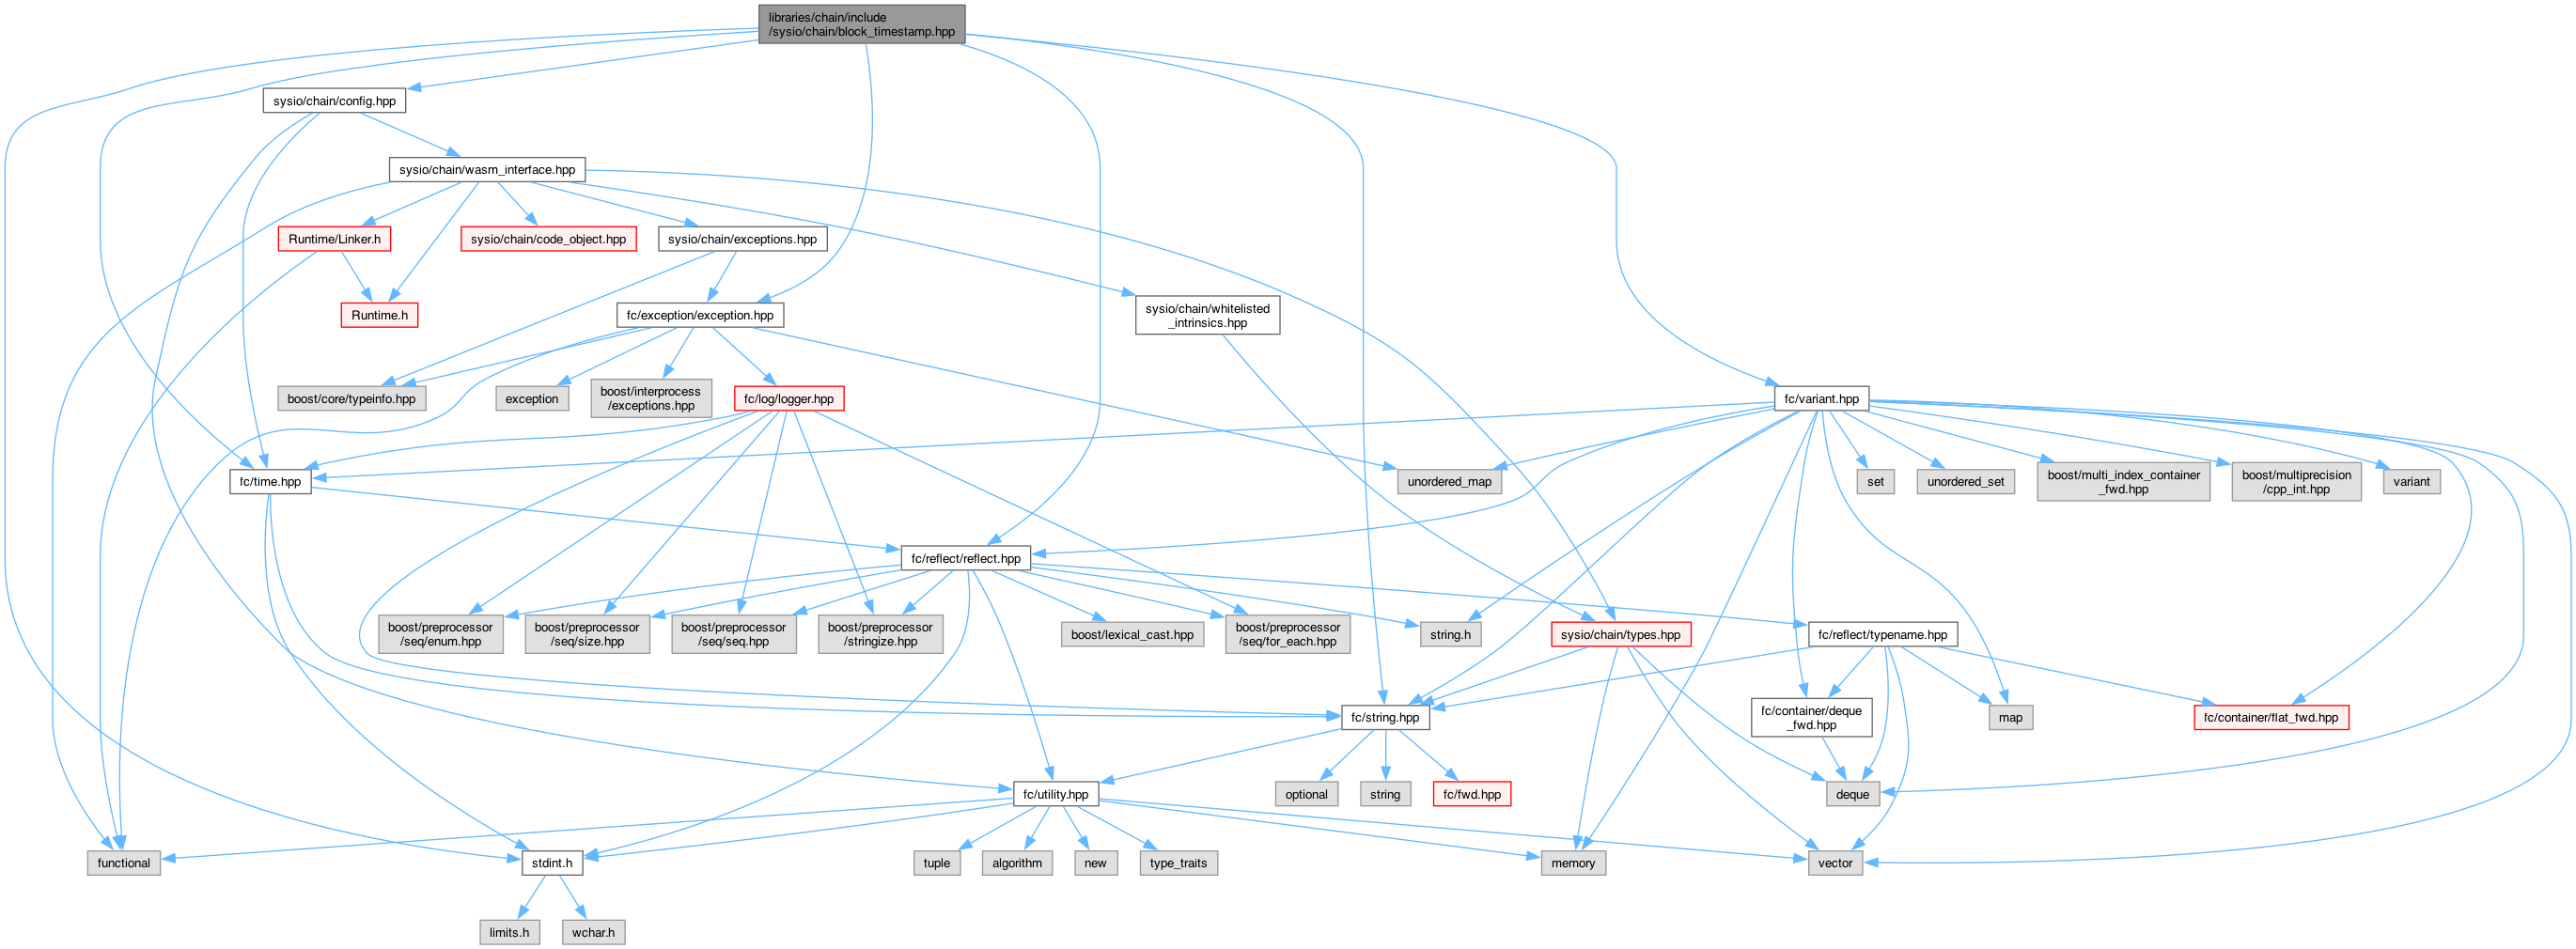 libraries/chain/include
/sysio/chain/block_timestamp.hpp
sysio/chain/config.hpp
sysio/chain/wasm_interface.hpp
Runtime/Linker.h
sysio/chain/code_object.hpp
sysio/chain/exceptions.hpp
Runtime.h
fc/exception/exception.hpp
sysio/chain/whitelisted
_intrinsics.hpp
boost/core/typeinfo.hpp
exception
boost/interprocess
/exceptions.hpp
fc/log/logger.hpp
fc/variant.hpp
fc/time.hpp
unordered_map
set
unordered_set
boost/multi_index_container
_fwd.hpp
boost/multiprecision
/cpp_int.hpp
variant
fc/reflect/reflect.hpp
boost/preprocessor
/seq/enum.hpp
boost/preprocessor
/seq/size.hpp
boost/preprocessor
/seq/seq.hpp
boost/preprocessor
/stringize.hpp
boost/lexical_cast.hpp
boost/preprocessor
/seq/for_each.hpp
string.h
sysio/chain/types.hpp
fc/reflect/typename.hpp
fc/string.hpp
fc/container/deque
_fwd.hpp
map
fc/container/flat_fwd.hpp
fc/utility.hpp
optional
string
fc/fwd.hpp
deque
functional
stdint.h
tuple
algorithm
new
type_traits
memory
vector
limits.h
wchar.h